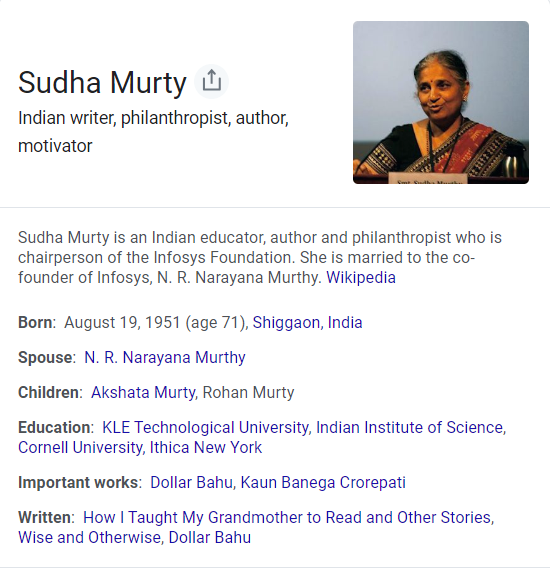 Sudha Murty
Indian writer, philanthropist, author,
motivator
Smt. Sudha Murthy
Sudha Murty is an Indian educator, author and philanthropist who is
chairperson of the Infosys Foundation. She is married to the co-
founder of Infosys, N. R. Narayana Murthy. Wikipedia
Born: August 19, 1951 (age 71), Shiggaon, India
Spouse: N. R. Narayana Murthy
Children: Akshata Murty, Rohan Murty
Education: KLE Technological University, Indian Institute of Science,
Cornell University, Ithica New York
Important works: Dollar Bahu, Kaun Banega Crorepati
Written: How I Taught My Grandmother to Read and Other Stories,
Wise and Otherwise, Dollar Bahu